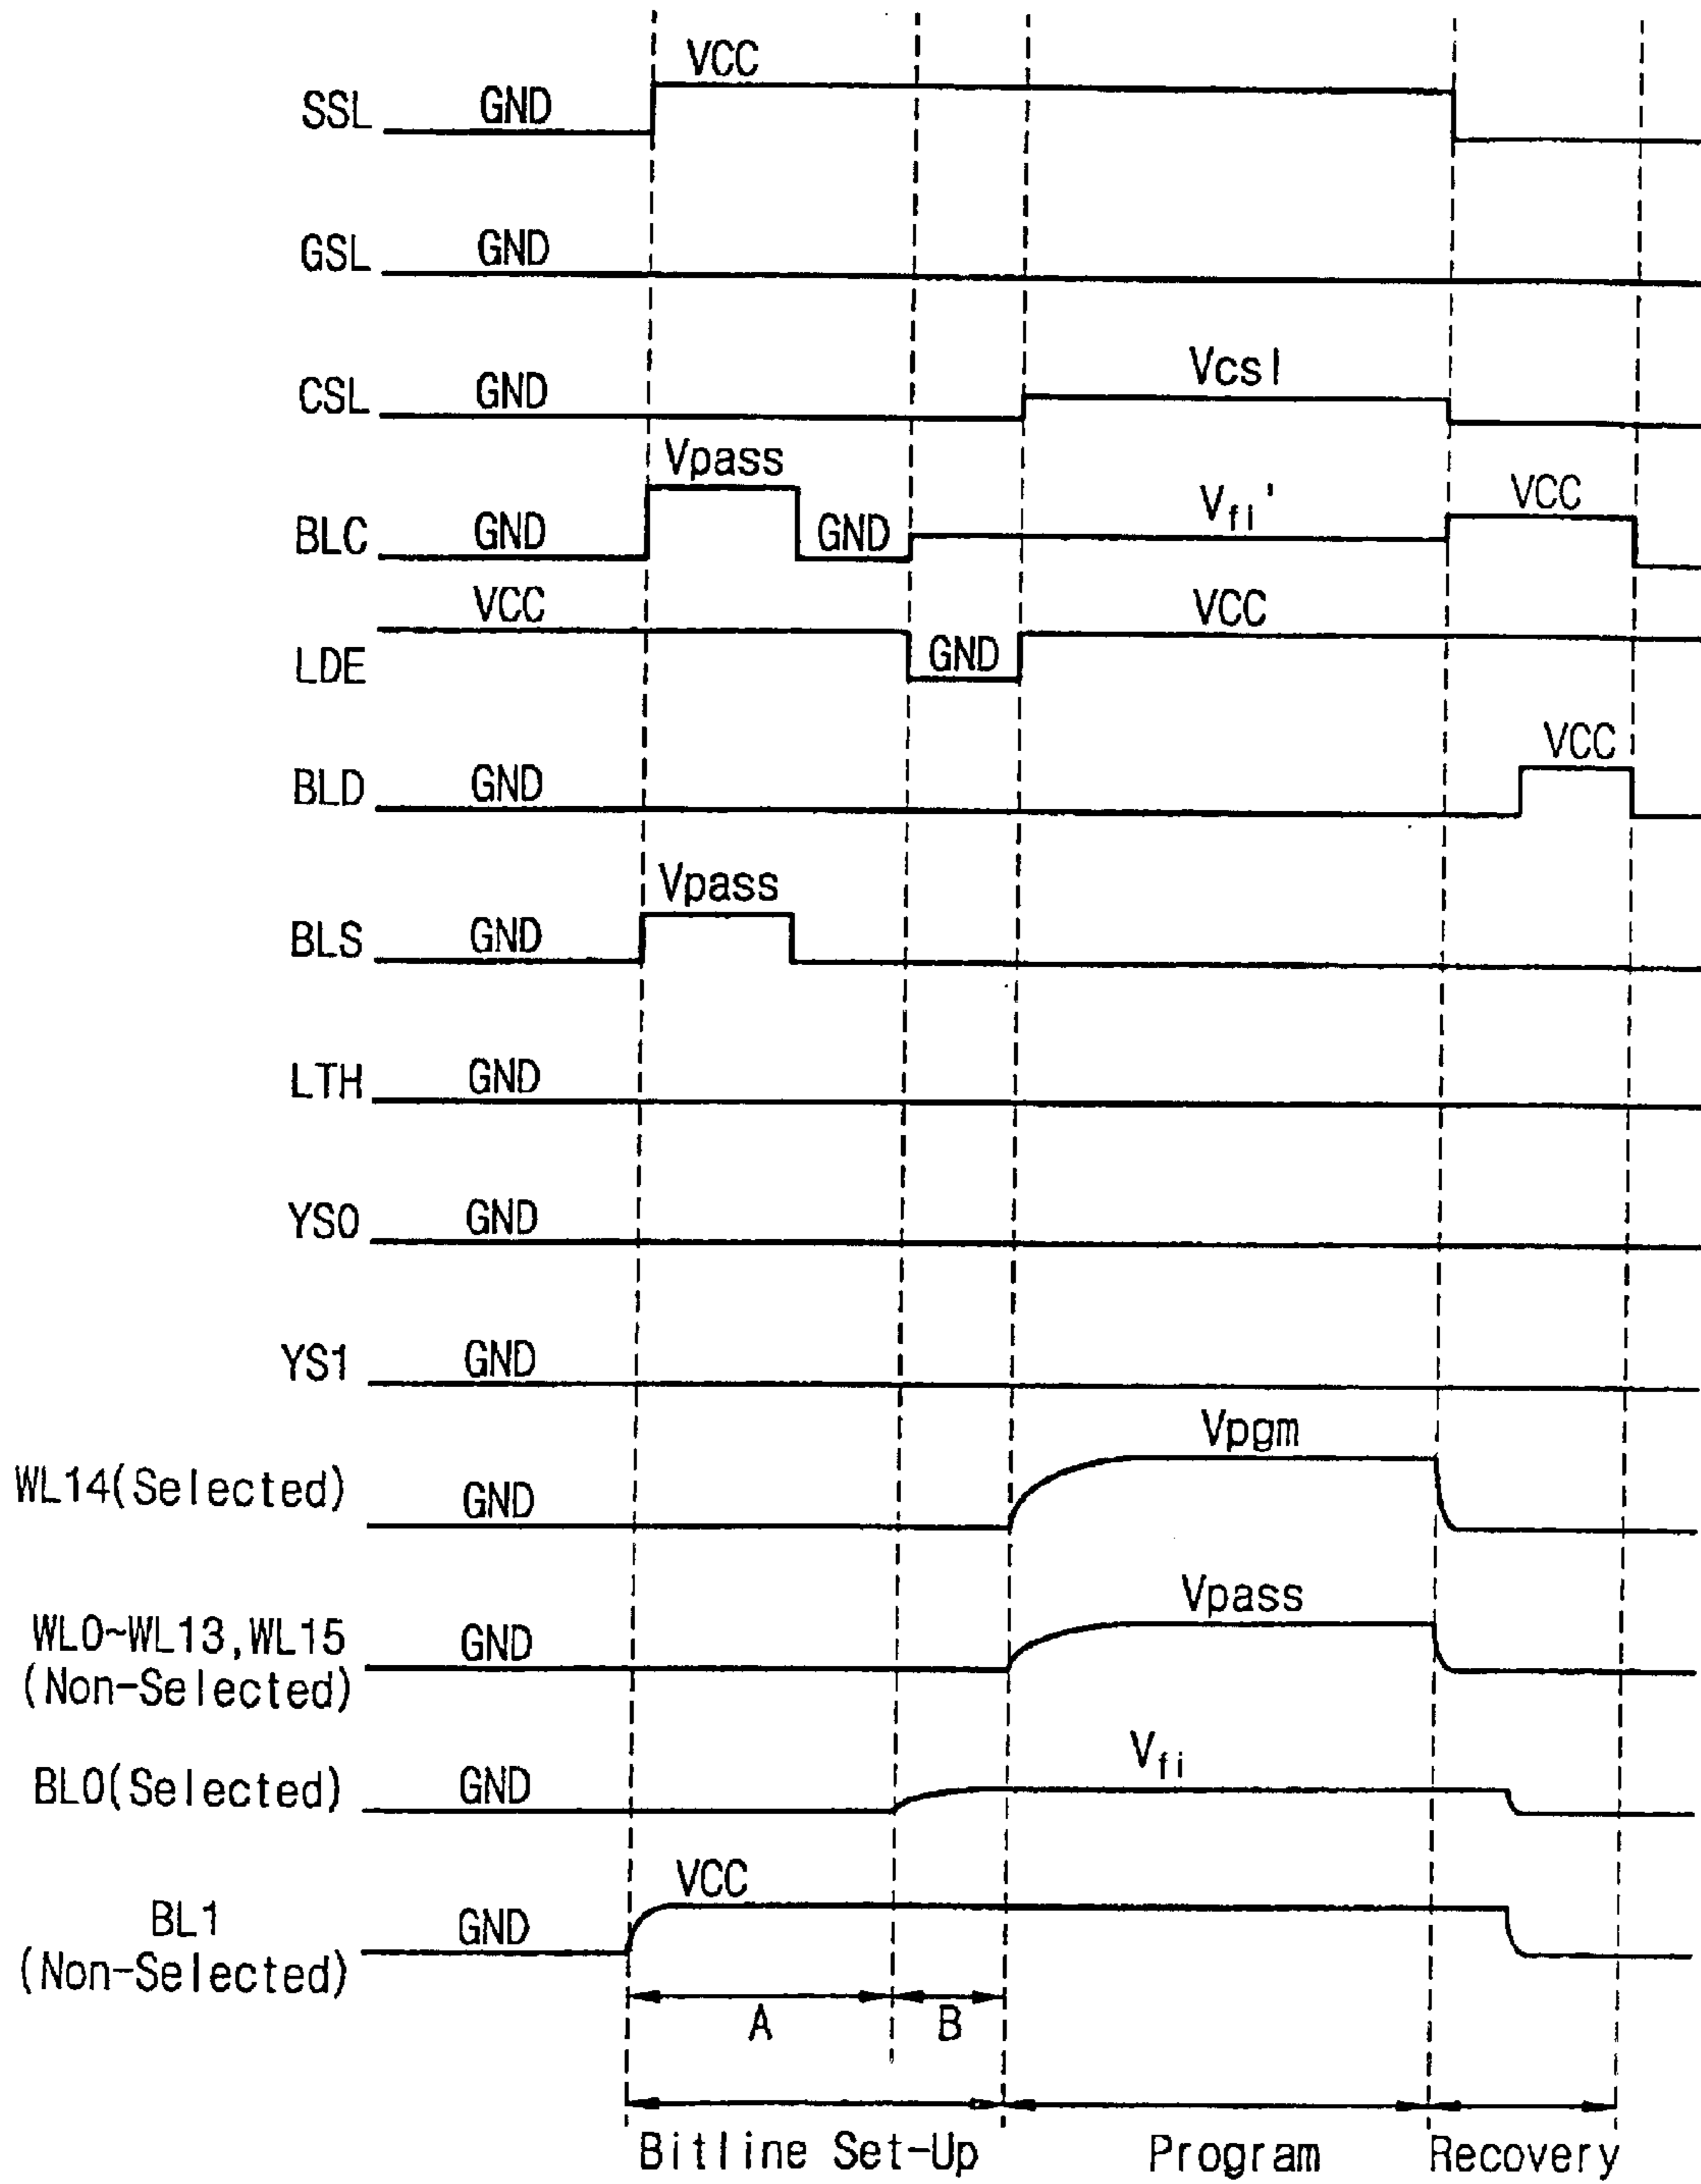 VCC
SSL GND
GSL GND
CSL GND Vcsl
Vpass
BLC GND GND Vfi' VCC
VCC VCC
LDE GND
VCC
BLD GND
Vpass
BLS GND
LTH GND
YS0 GND
YS1 GND
Vpgm
WL14(Selected) GND
Vpass
WL0~WL13,WL15 GND
(Non-Selected)
Vfi
BL0(Selected) GND
VCC
BL1 GND
(Non-Selected)
A B
Bitline Set-Up Program Recovery